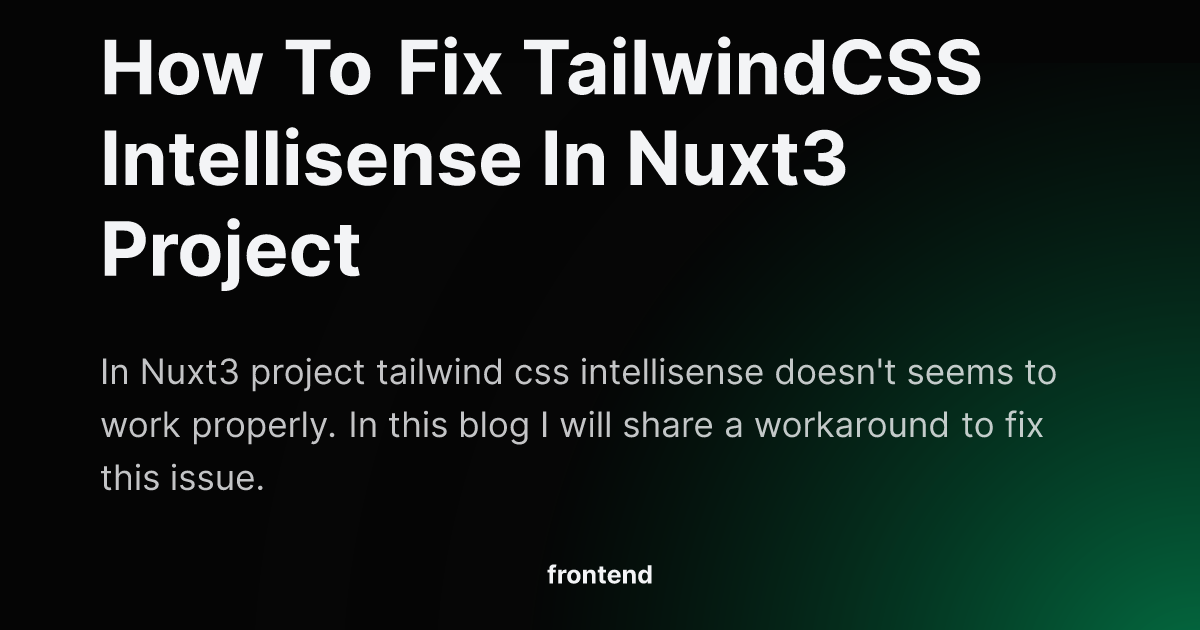 How To Fix TailwindCSS
Intellisense In Nuxt3
Project
In Nuxt3 project tailwind css intellisense doesn't seems to
work properly. In this blog I will share a workaround to fix
this issue.
frontend